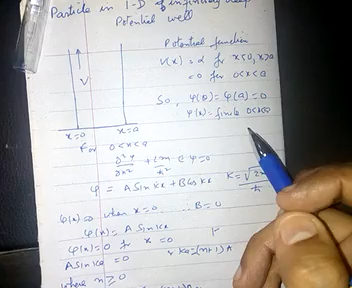 Particle in 1-D of infinitely deep
Potential well
Potential function
V(x) = α for x<0, x>a
= 0 for 0<x<a
V
So, φ(0) = φ(a) = 0
φ(x) = finite 0<x<a
x=0 x=a
For 0<x<a
φ = A Sin kx + B Cos kx
φ(x) = when x=0 B=0
φ(x) = A Sin kx
φ(x) = 0 for x=0
A Sin ka = 0
where n≥0